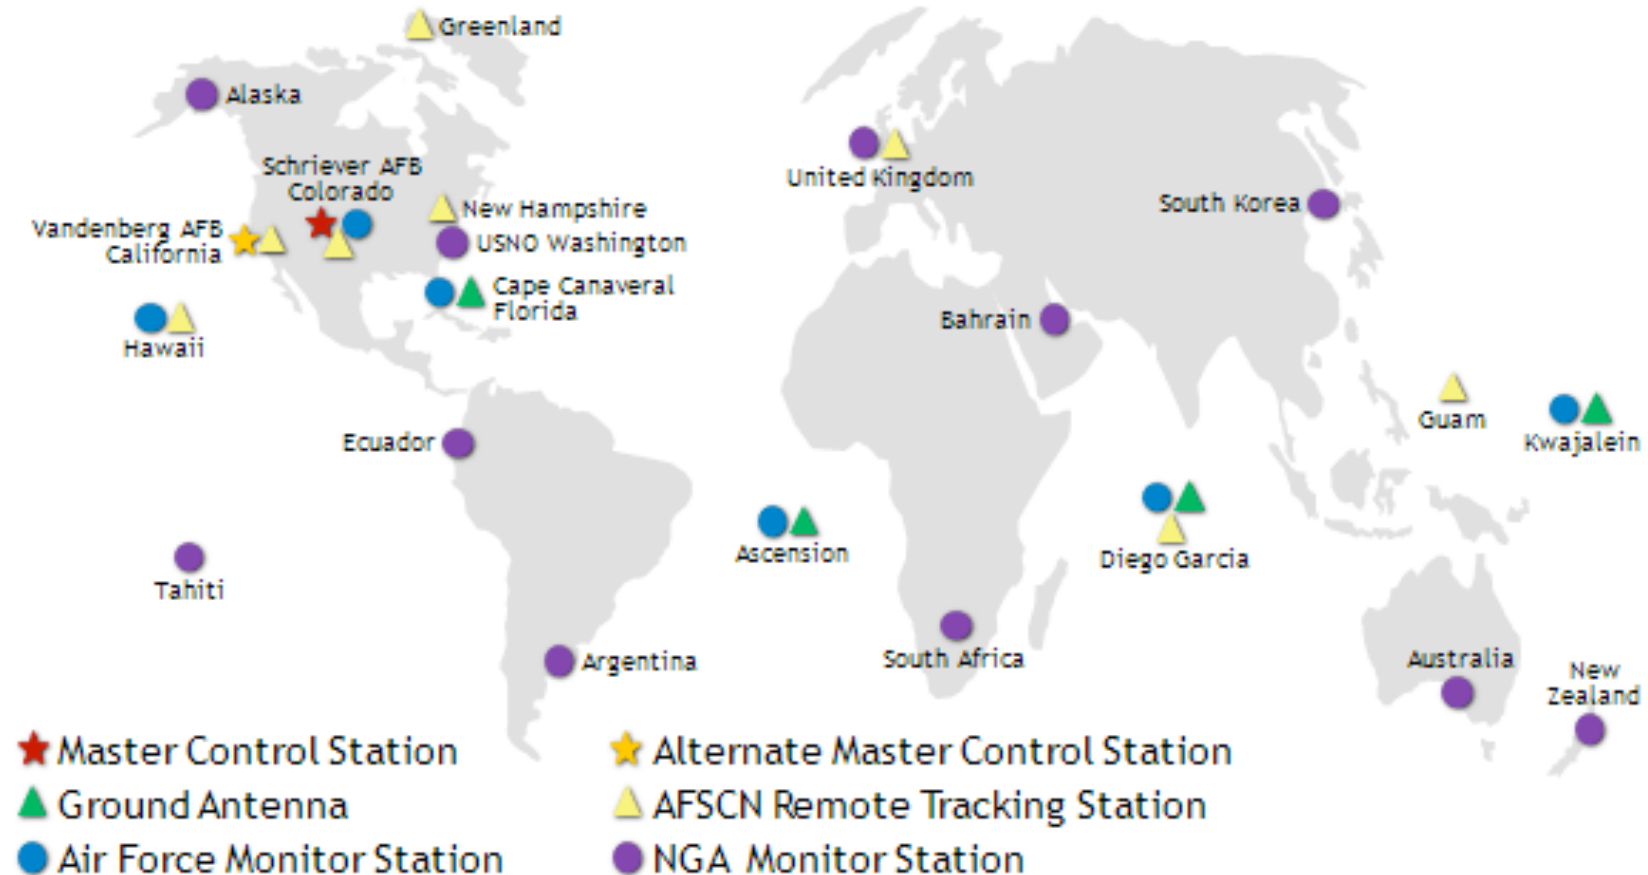 Greenland
Alaska
Schriever AFB
Colorado
Vandenberg AFB
California
New Hampshire
USNO Washington
Cape Canaveral
Florida
Hawaii
United Kingdom
South Korea
Bahrain
Guam
Kwajalein
Ecuador
Ascension
Diego Garcia
Tahiti
Argentina
South Africa
Australia
New
Zealand
Master Control Station
Alternate Master Control Station
Ground Antenna
AFSCN Remote Tracking Station
Air Force Monitor Station
NGA Monitor Station